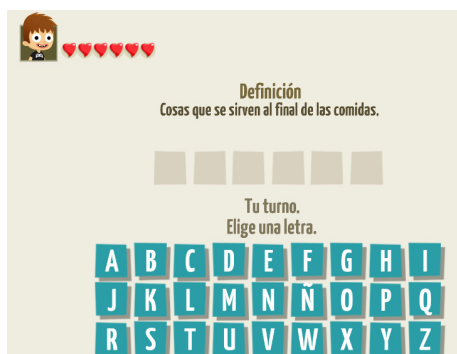 Definición
Cosas que se sirven al final de las comidas.
Tu turno.
Elige una letra.
A B C D E F G H I
J K L M N Ñ O P Q
R S T U V W X Y Z